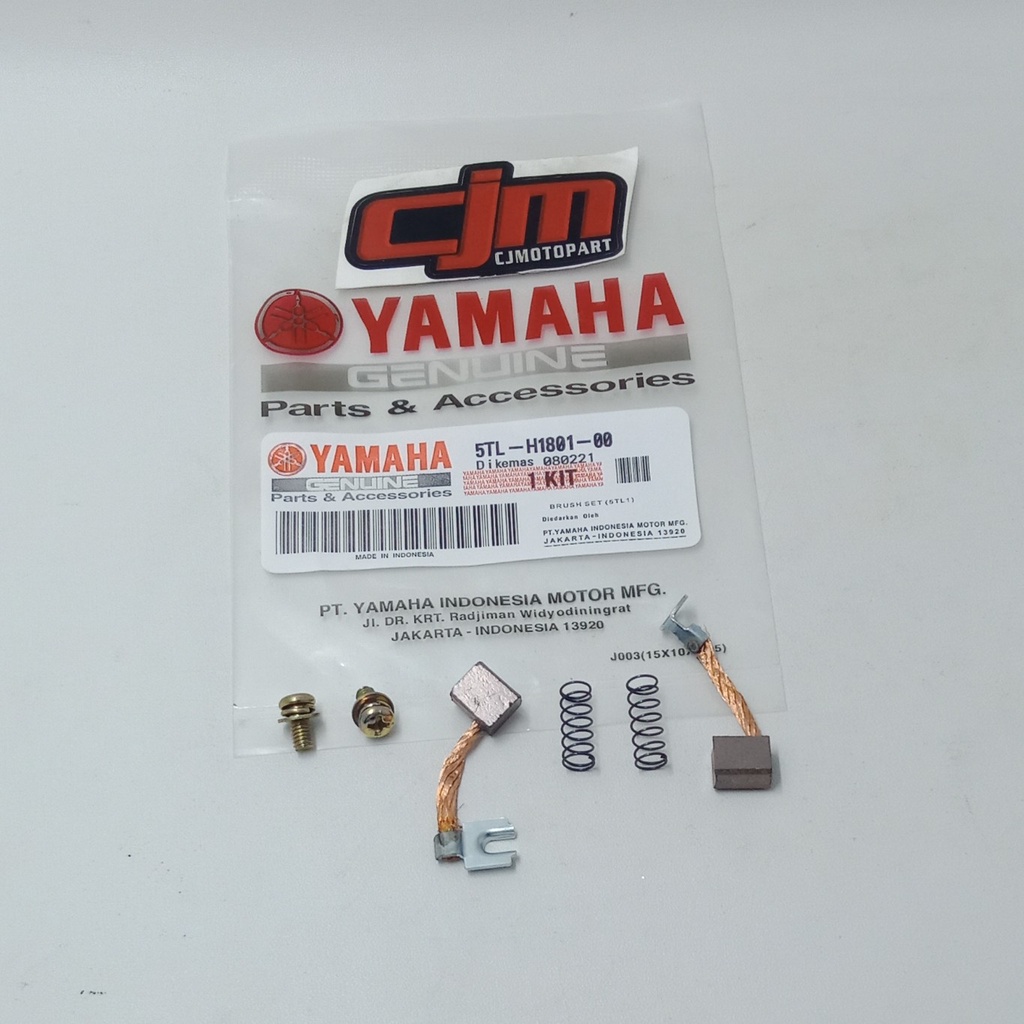 cjm
CJMOTOPART
YAMAHA
GENUINE
Parts & Accessories
YAMAHA
GENUINE
Parts & Accessories
5TL-H1801-00
Dikemas 080221
1 KIT
BRUSH SET (5TL1)
Diedarkan Oleh
PT.YAMAHA INDONESIA MOTOR MFG.
JAKARTA-INDONESIA 13920
MADE IN INDONESIA
PT. YAMAHA INDONESIA MOTOR MFG.
Jl. DR. KRT. Radjiman Widyodiningrat
JAKARTA - INDONESIA 13920